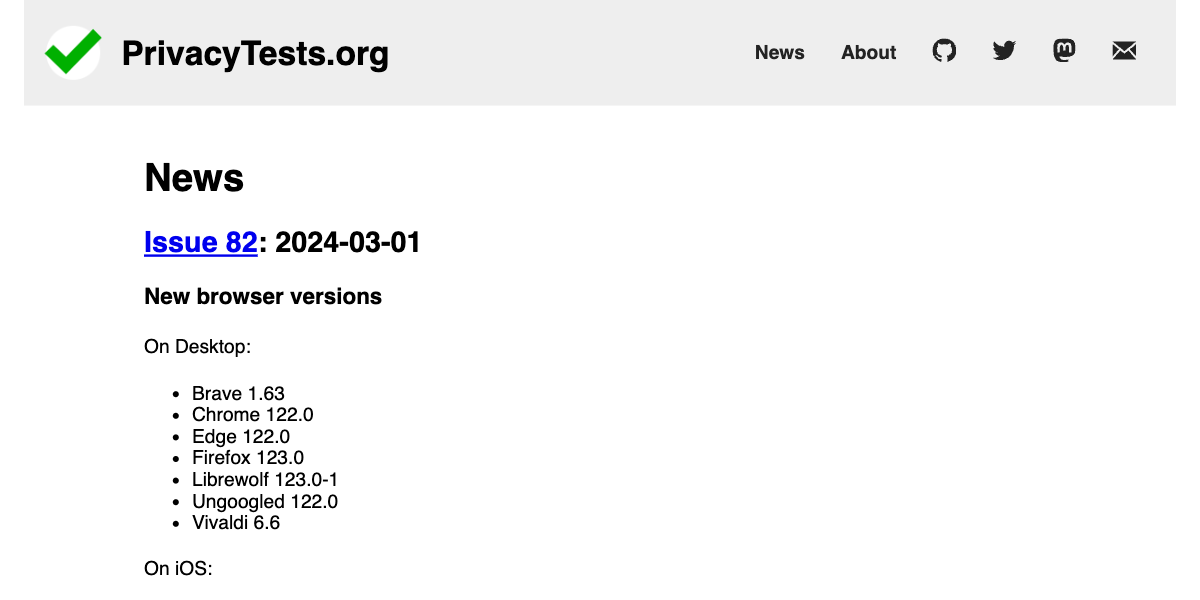 PrivacyTests.org
News
About
News
Issue 82: 2024-03-01
New browser versions
On Desktop:
Brave 1.63
Chrome 122.0
Edge 122.0
Firefox 123.0
Librewolf 123.0-1
Ungoogled 122.0
Vivaldi 6.6
On iOS: